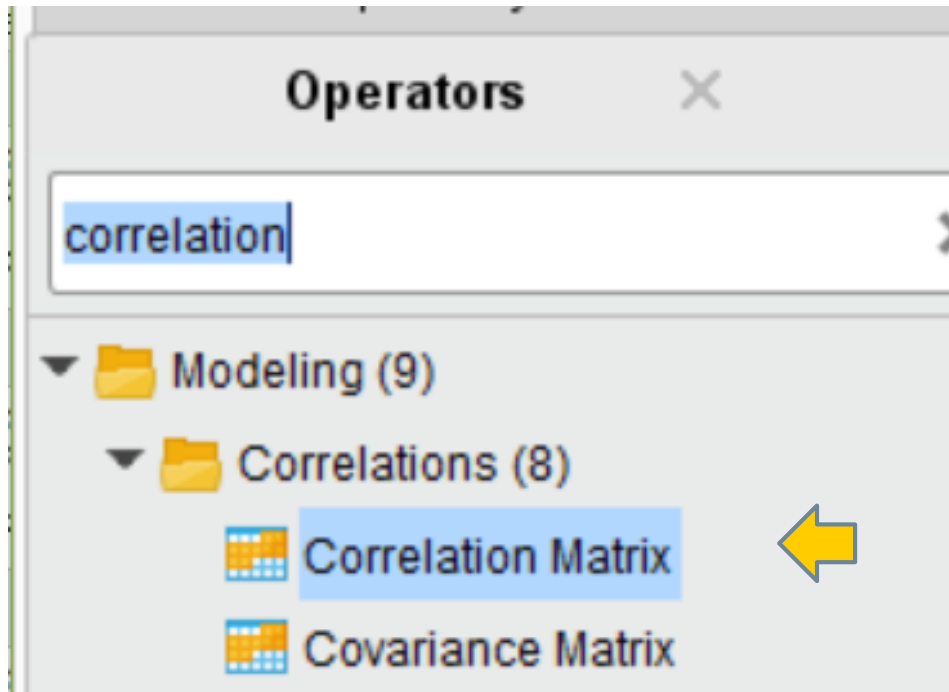 Operators
correlation
Modeling (9)
Correlations (8)
Correlation Matrix
Covariance Matrix